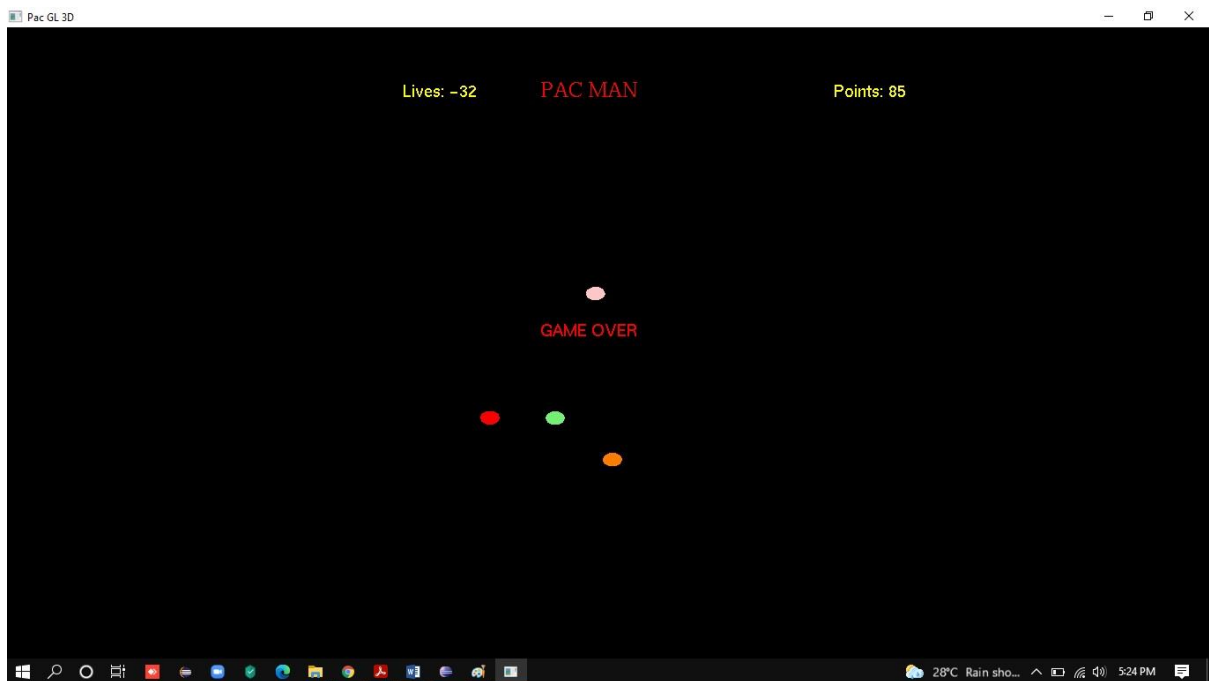 Pac GL 3D
Lives: -32 PAC MAN Points: 85
GAME OVER
28°C Rain sho... 5:24 PM